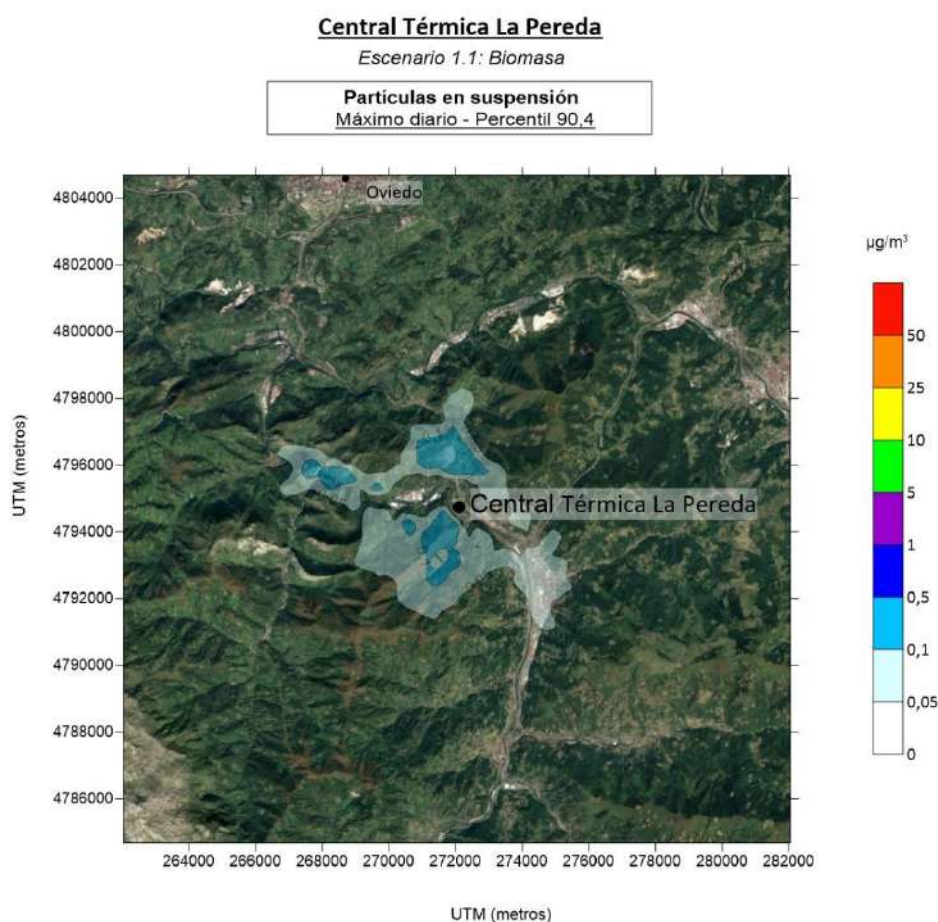 Central Térmica La Pereda
Escenario 1.1: Biomasa
Partículas en suspensión
Máximo diario - Percentil 90,4
4804000
Oviedo
4802000
4800000
4798000
4796000
4794000
4792000
4790000
4788000
4786000
Central Térmica La Pereda
264000 266000 268000 270000 272000 274000 276000 278000 280000 282000
UTM (metros)
UTM (metros)
µg/m³
50
25
10
5
1
0,5
0,1
0,05
0